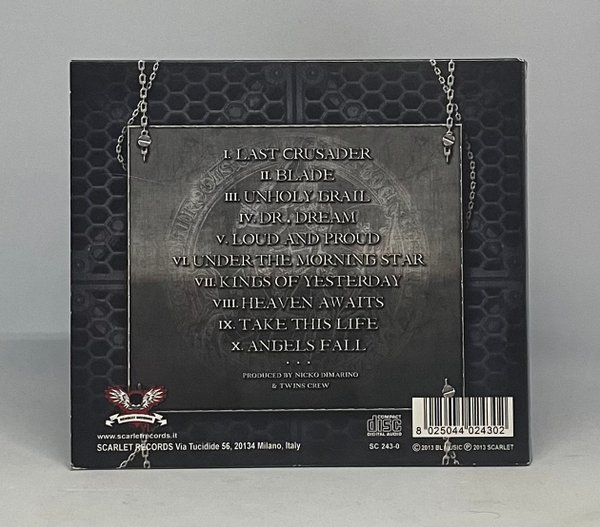 I. LAST CRUSADER
II. BLADE
III. UNHOLY GRAIL
IV. DR. DREAM
V. LOUD AND PROUD
VI. UNDER THE MORNING STAR
VII. KINGS OF YESTERDAY
VIII. HEAVEN AWAITS
IX. TAKE THIS LIFE
X. ANGELS FALL
• • •
PRODUCED BY NICKO DIMARINO
& TWINS CREW
SCARLET RECORDS
www.scarletrecords.it
SCARLET RECORDS Via Tucidide 56, 20134 Milano, Italy
COMPACT
disc
DIGITAL AUDIO
SC 243-0
8 025044 024302
© 2013 BL MUSIC ℗ 2013 SCARLET